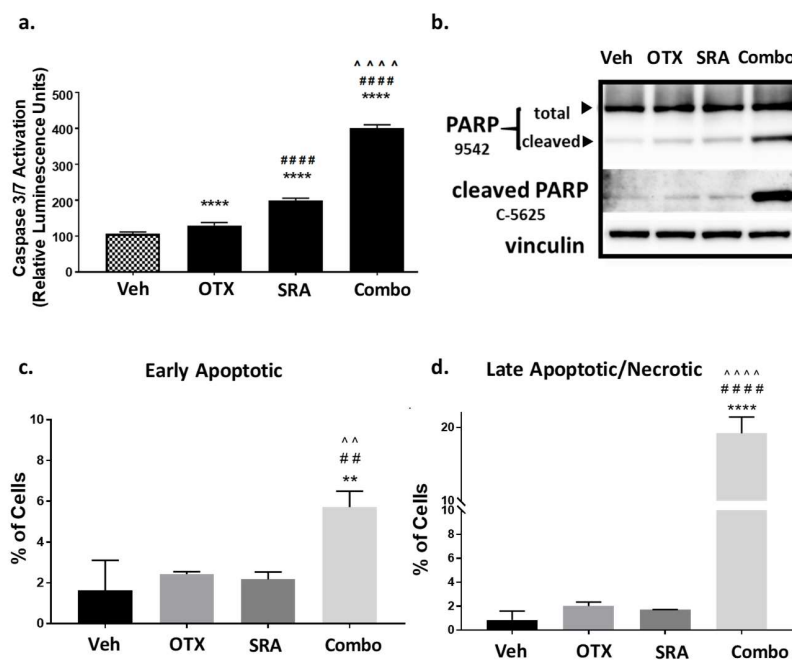 a.
^ ^ ^ ^
####
****
####
****
****
500
400
300
200
100
0
Caspase 3/7 Activation
(Relative Luminescence Units)
Veh OTX SRA Combo
b.
Veh OTX SRA Combo
PARP
9542
total
cleaved
cleaved PARP
C-5625
vinculin
c.
Early Apoptotic
^ ^
# #
**
10
8
6
4
2
0
% of Cells
Veh OTX SRA Combo
d.
Late Apoptotic/Necrotic
^ ^ ^ ^
# # # #
****
20
10
10
8
6
4
2
0
% of Cells
Veh OTX SRA Combo